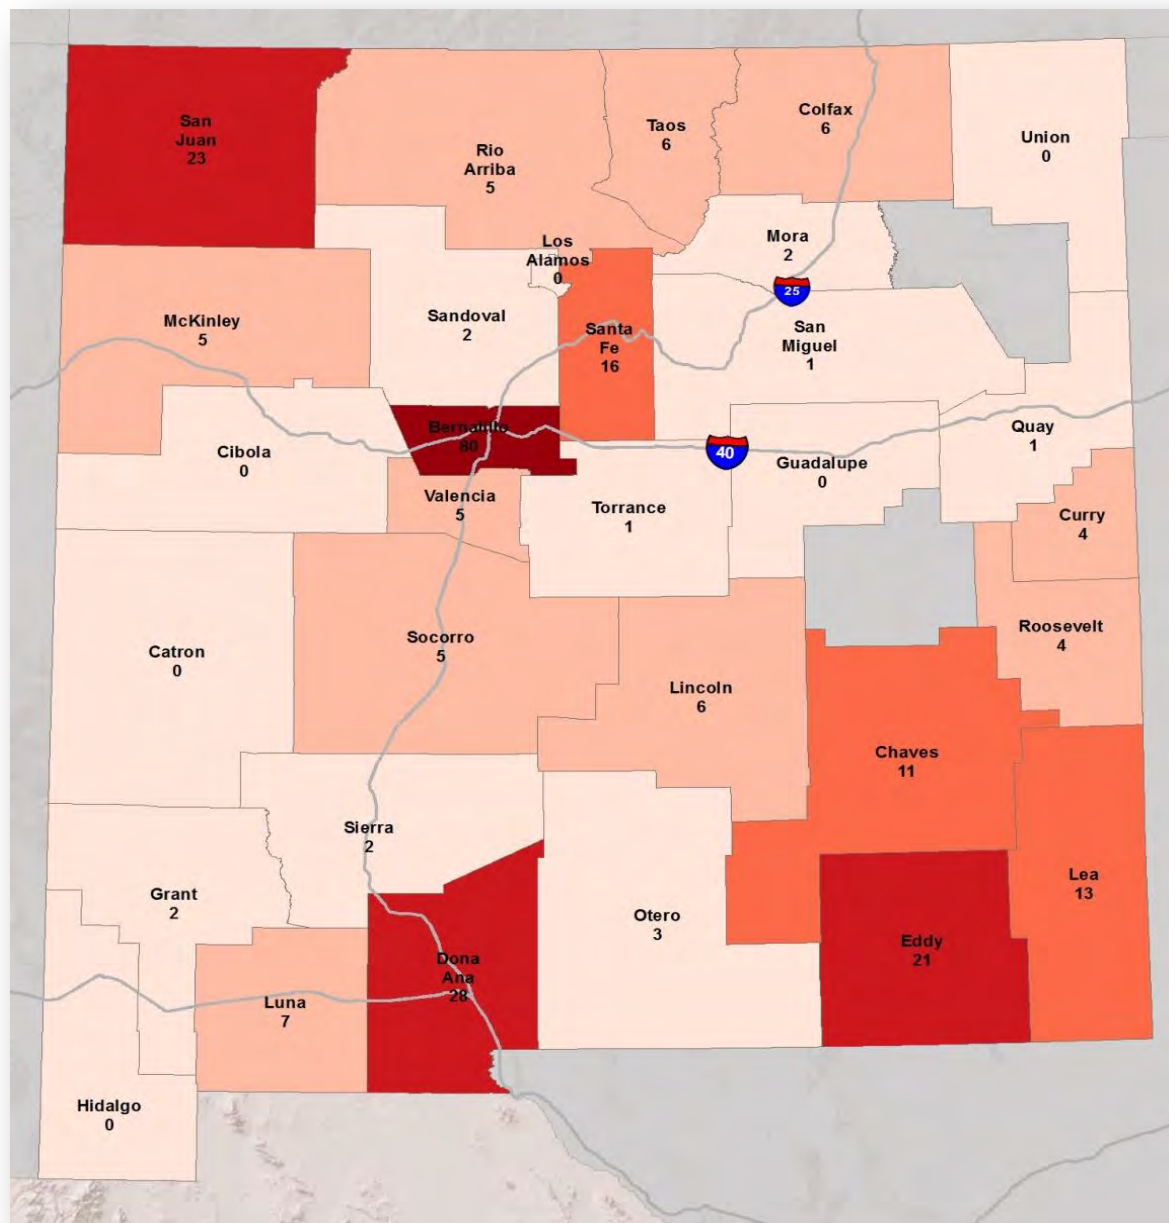 San
Juan
23
Rio
Arriba
5
Taos
6
Colfax
6
Union
0
Los
Alamos
0
Mora
2
25
McKinley
5
Sandoval
2
Santa
Fe
16
San
Miguel
1
Bernalillo
80
Cibola
0
40
Guadalupe
0
Quay
1
Valencia
5
Torrance
1
Curry
4
Catron
0
Socorro
5
Roosevelt
4
Lincoln
6
Chaves
11
Sierra
2
Grant
2
Otero
3
Lea
13
Eddy
21
Dona
Ana
28
Luna
7
Hidalgo
0